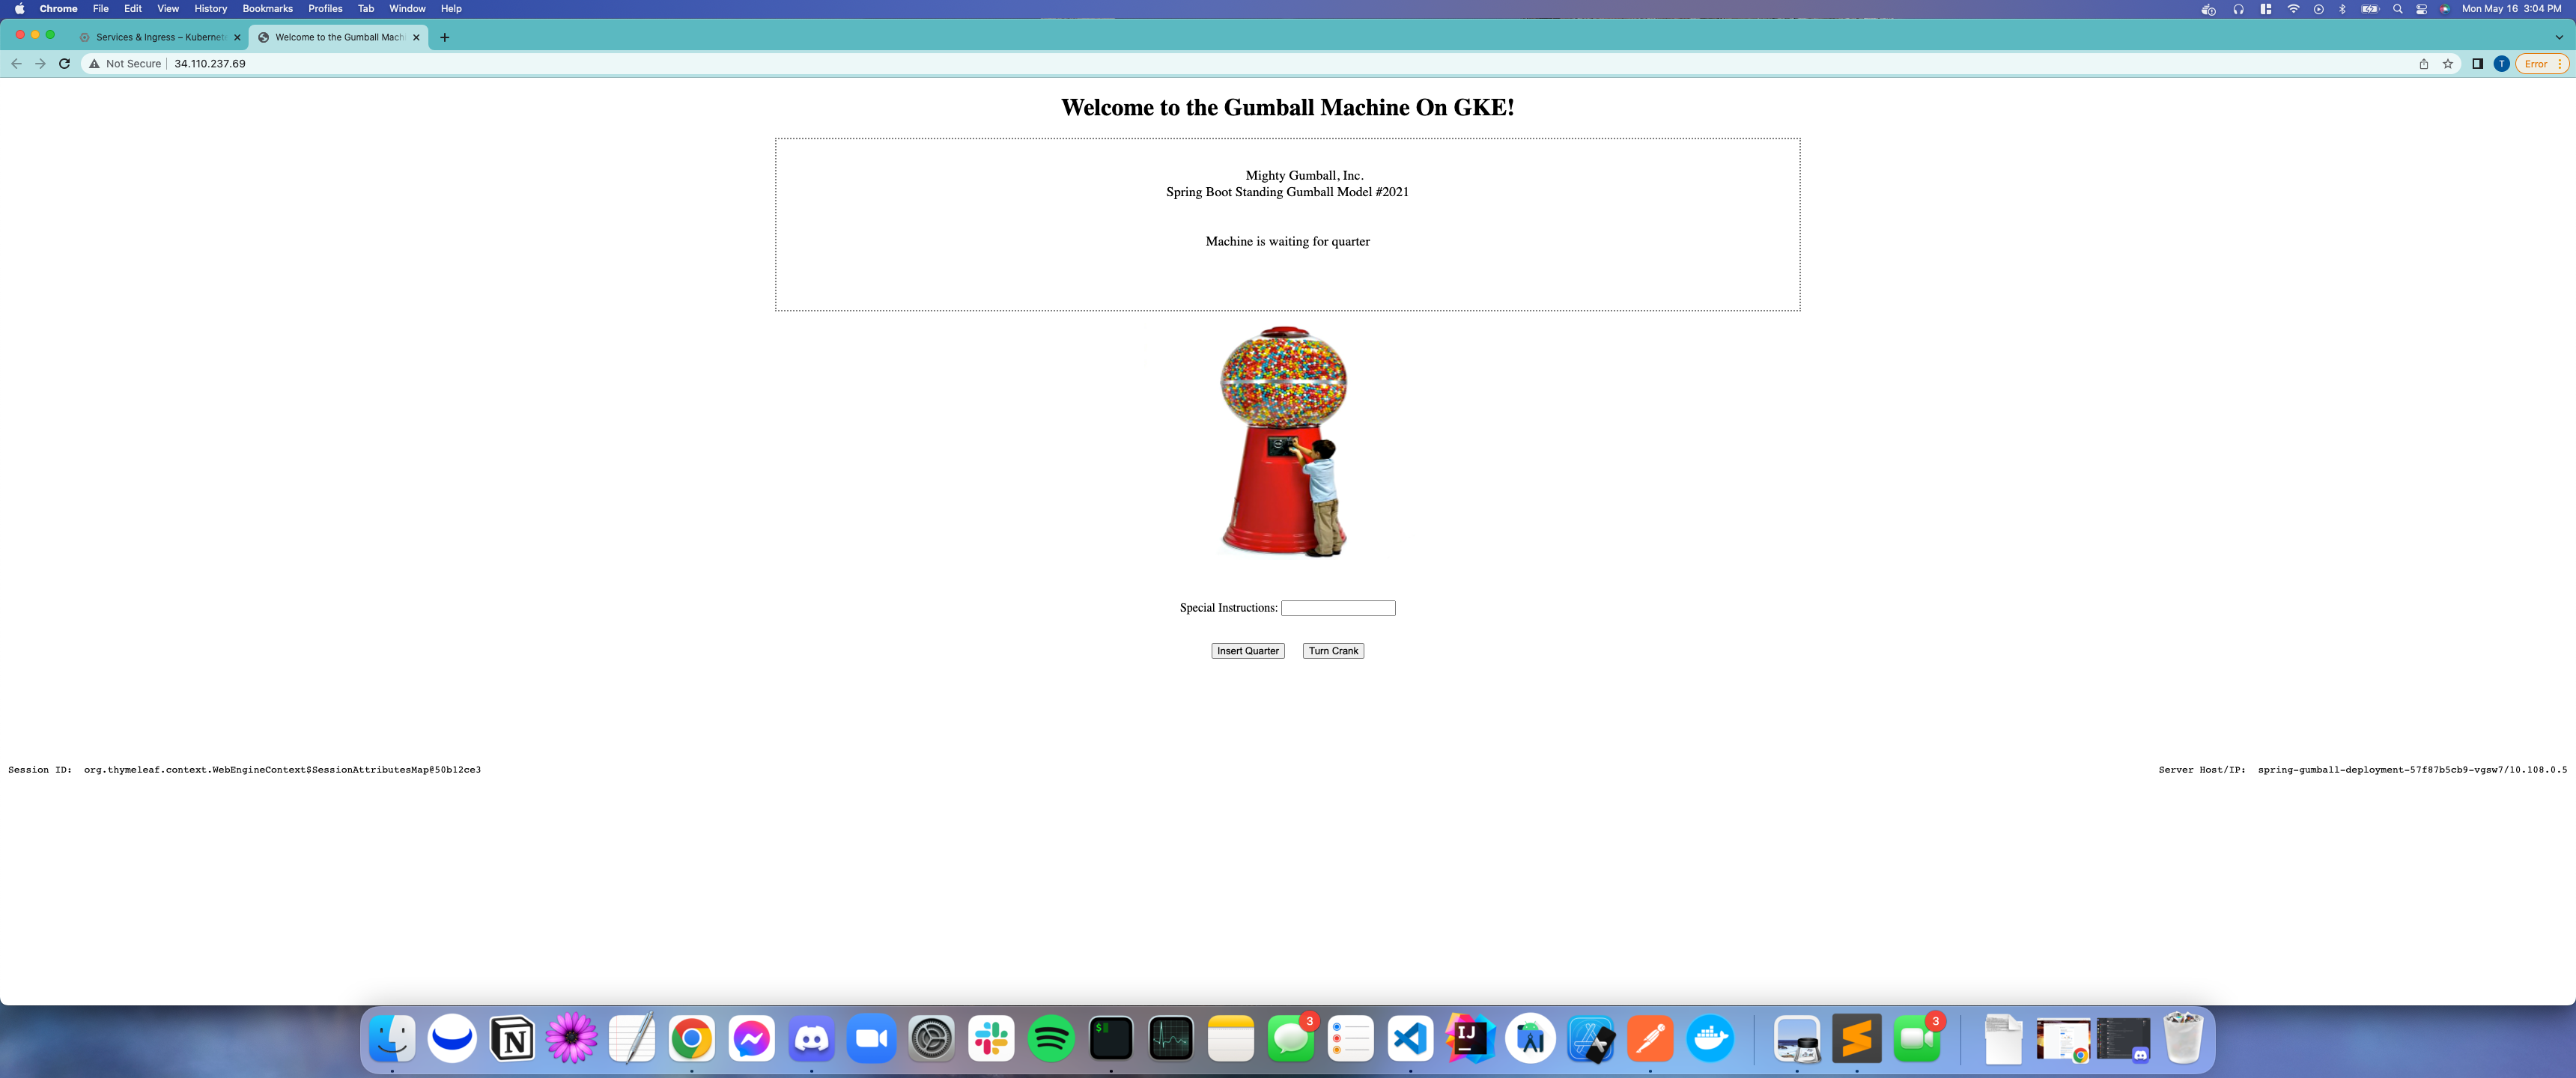 Chrome File Edit View History Bookmarks Profiles Tab Window Help
Mon May 16 3:04 PM
Services & Ingress – Kubernet
Welcome to the Gumball Mach
Not Secure
34.110.237.69
T
Error
Welcome to the Gumball Machine On GKE!
Mighty Gumball, Inc.
Spring Boot Standing Gumball Model #2021
Machine is waiting for quarter
Special Instructions:
Insert Quarter
Turn Crank
Session ID: org.thymeleaf.context.WebEngineContext$SessionAttributesMap@50b12ce3
Server Host/IP: spring-gumball-deployment-57f87b5cb9-vgsw7/10.108.0.5
3
IJ
3